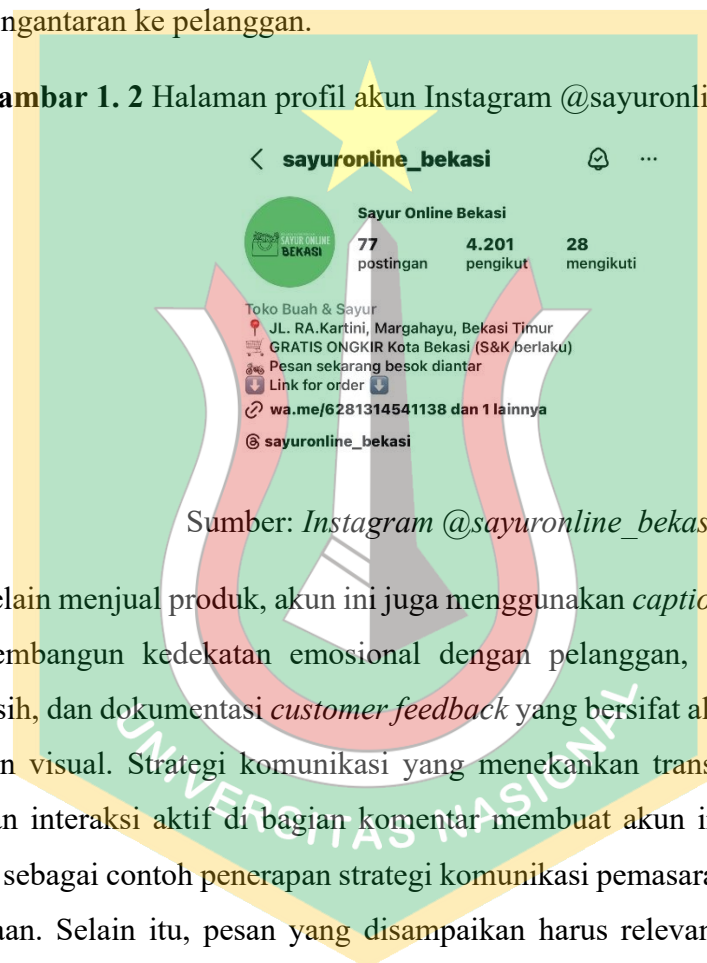 ngantaran ke pelanggan.
ambar 1. 2 Halaman profil akun Instagram @sayuronli
sayuronline_bekasi
SAYUR ONLINE
BEKASI
Sayur Online Bekasi
77 4.201 28
postingan pengikut mengikuti
Toko Buah & Sayur
JL. RA.Kartini, Margahayu, Bekasi Timur
GRATIS ONGKIR Kota Bekasi (S&K berlaku)
Pesan sekarang besok diantar
Link for order
wa.me/6281314541138 dan 1 lainnya
sayuronline_bekasi
Sumber: Instagram @sayuronline_bekas
elain menjual produk, akun ini juga menggunakan captio
embangun kedekatan emosional dengan pelanggan,
sih, dan dokumentasi customer feedback yang bersifat al
n visual. Strategi komunikasi yang menekankan trans
an interaksi aktif di bagian komentar membuat akun i
sebagai contoh penerapan strategi komunikasi pemasara
aan. Selain itu, pesan yang disampaikan harus relevan
UNIVERSITAS NASIONAL